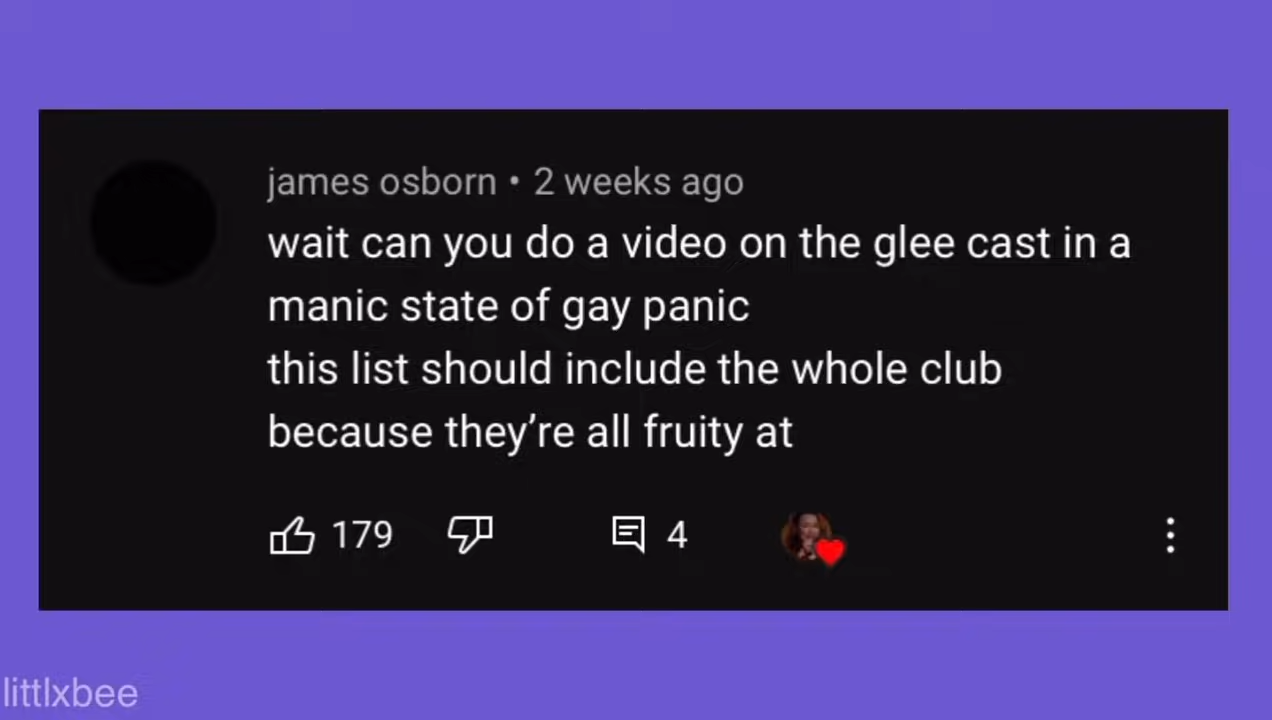 james osborn • 2 weeks ago
wait can you do a video on the glee cast in a
manic state of gay panic
this list should include the whole club
because they’re all fruity at
179 4
littlxbee